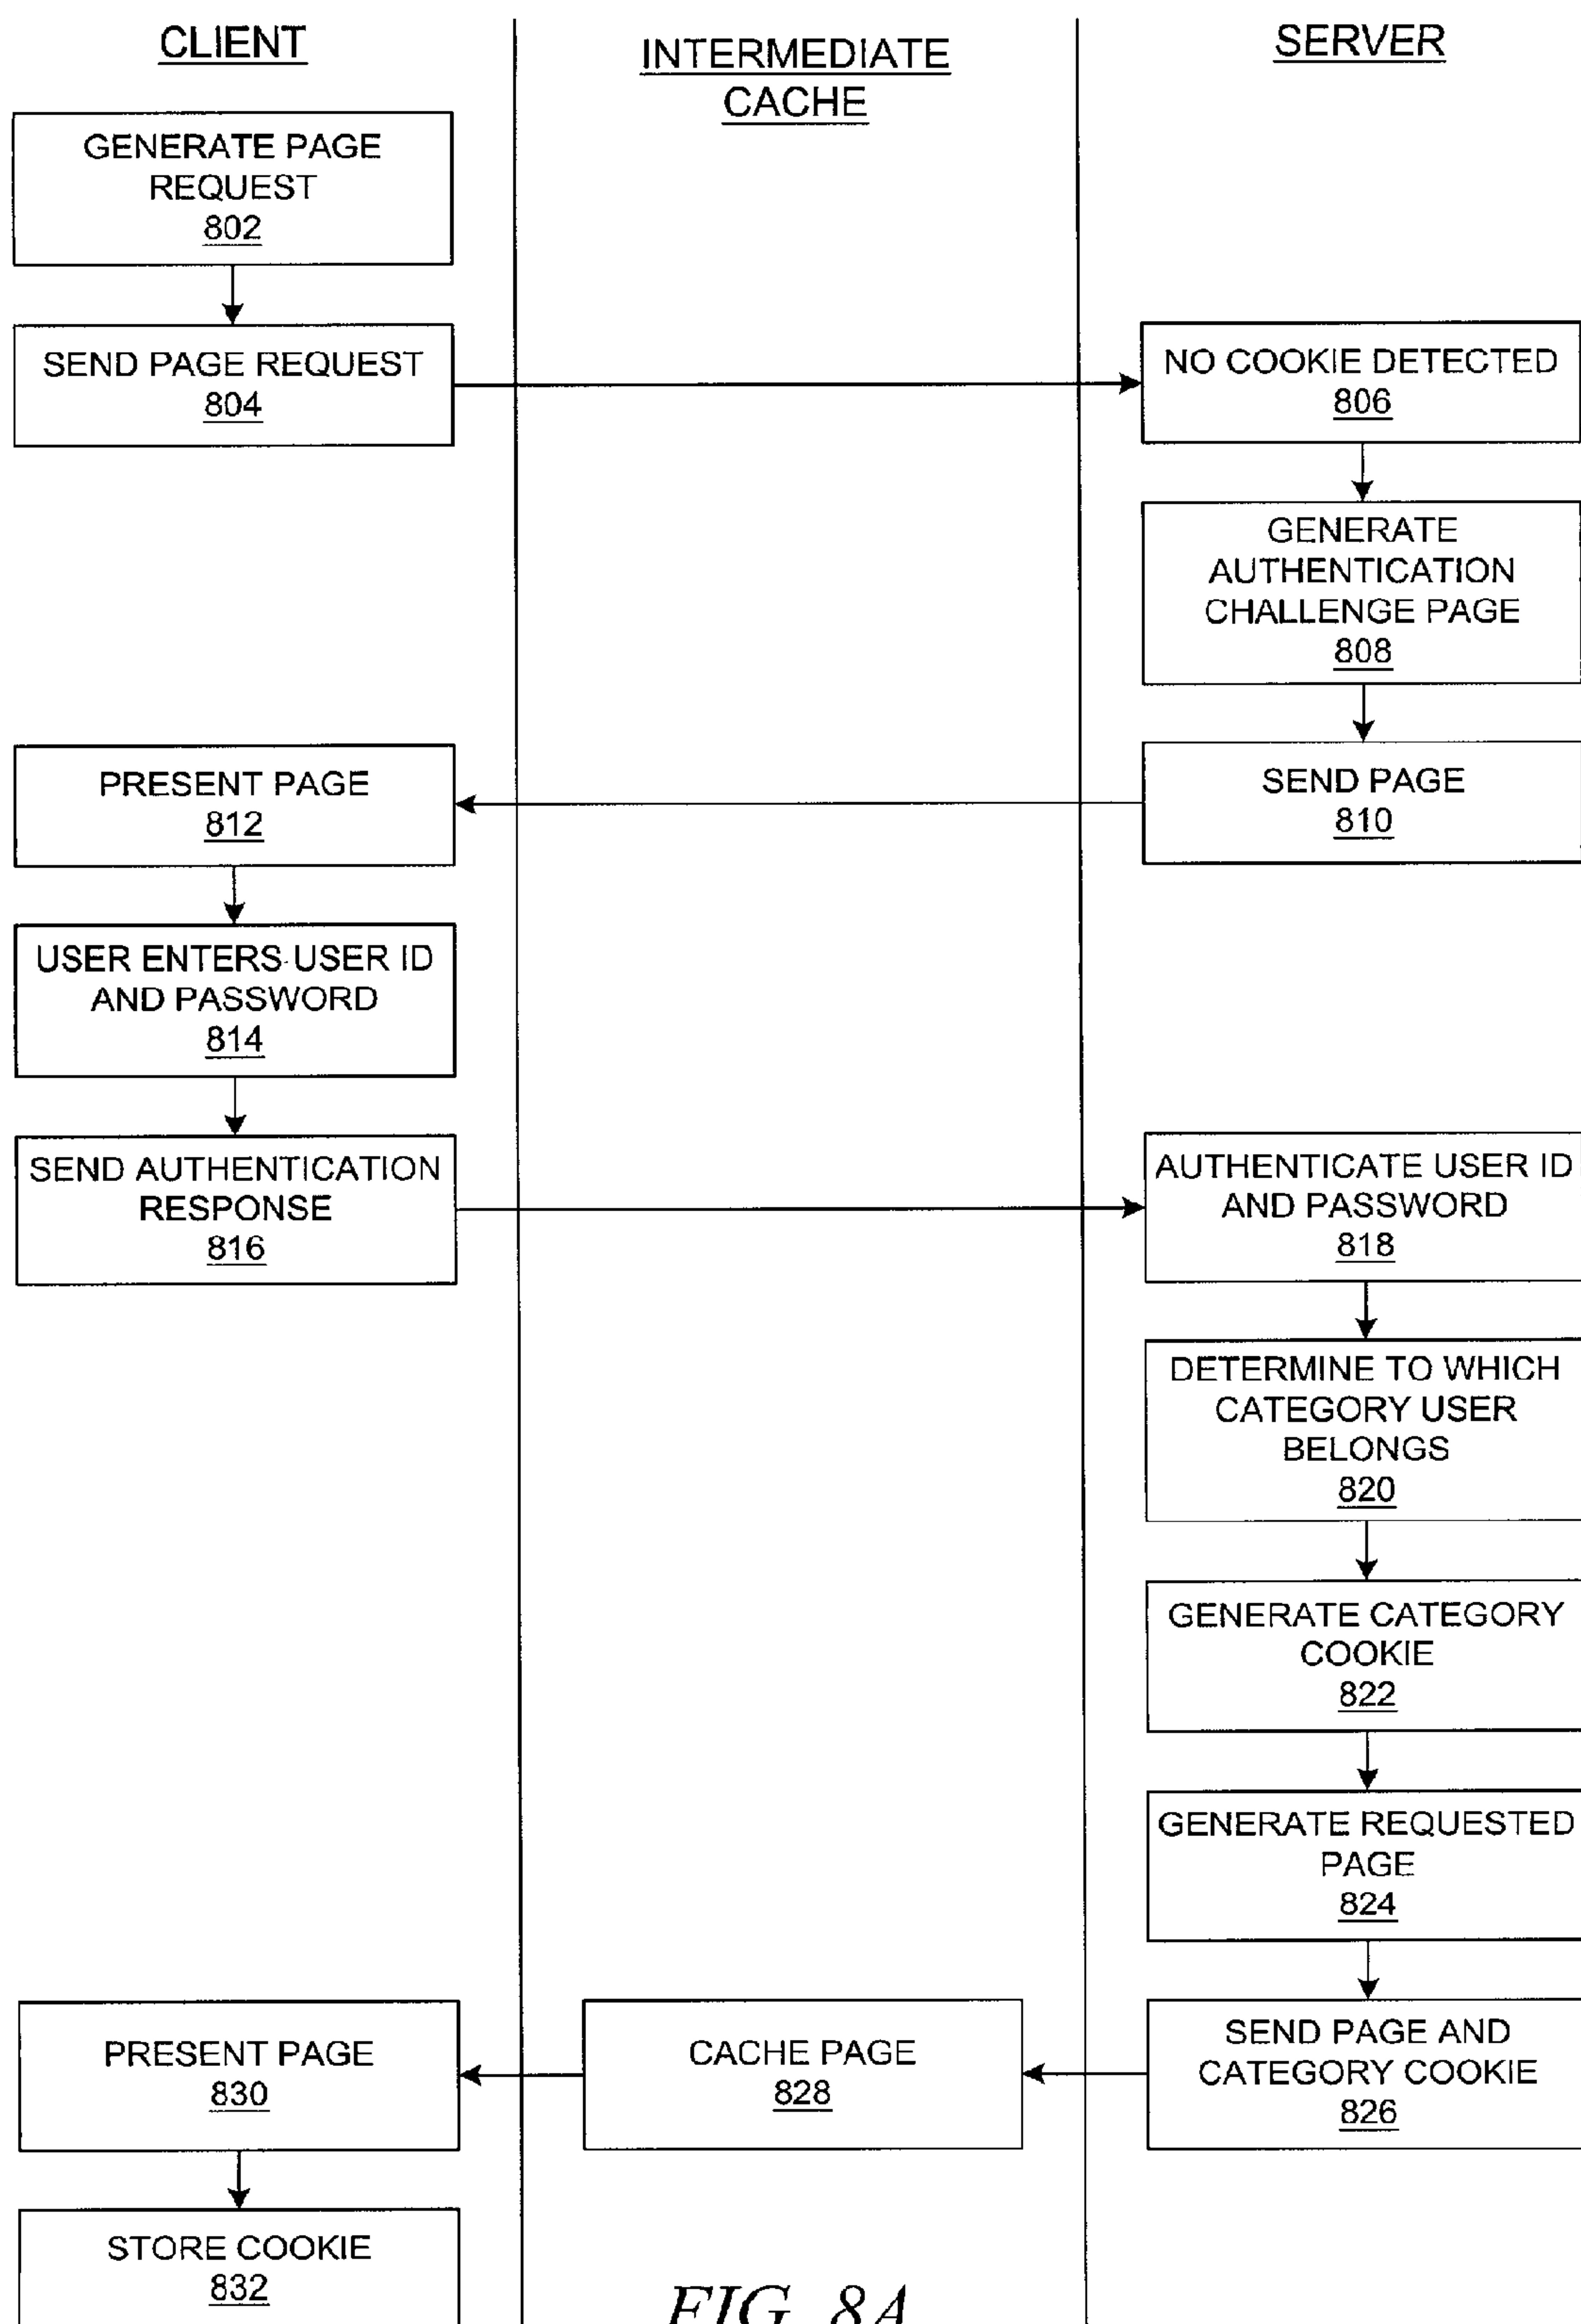 CLIENT
INTERMEDIATE
CACHE
SERVER
GENERATE PAGE
REQUEST
802
SEND PAGE REQUEST
804
NO COOKIE DETECTED
806
GENERATE
AUTHENTICATION
CHALLENGE PAGE
808
SEND PAGE
810
PRESENT PAGE
812
USER ENTERS USER ID
AND PASSWORD
814
SEND AUTHENTICATION
RESPONSE
816
AUTHENTICATE USER ID
AND PASSWORD
818
DETERMINE TO WHICH
CATEGORY USER
BELONGS
820
GENERATE CATEGORY
COOKIE
822
GENERATE REQUESTED
PAGE
824
SEND PAGE AND
CATEGORY COOKIE
826
CACHE PAGE
828
PRESENT PAGE
830
STORE COOKIE
832
FIG. 8A